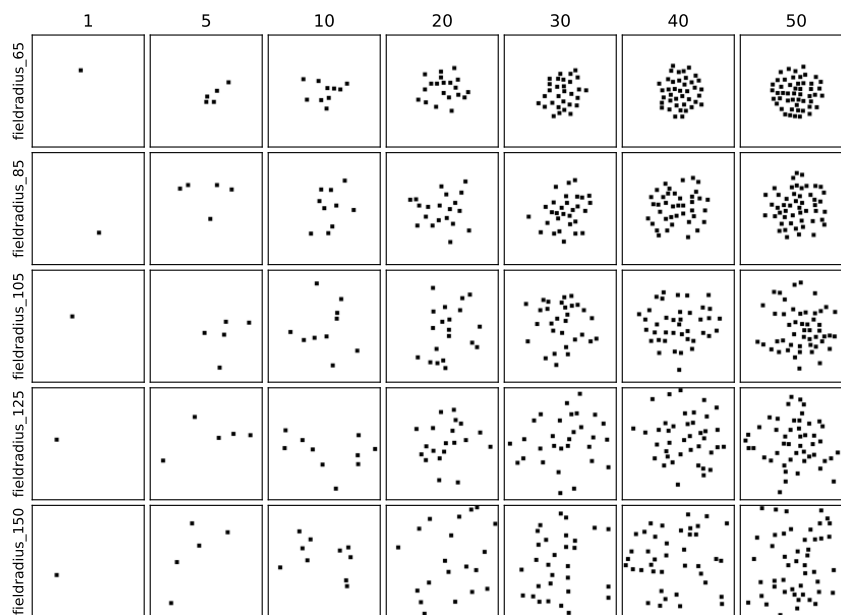 1 5 10 20 30 40 50
fieldradius_65
fieldradius_85
fieldradius_105
fieldradius_125
fieldradius_150